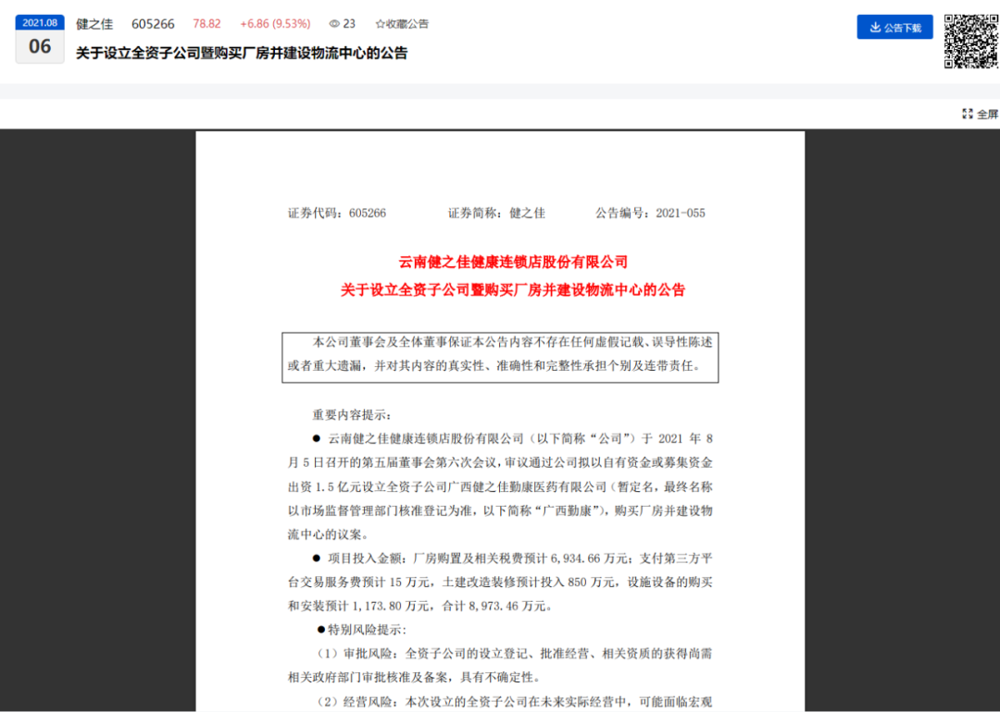 2021.08
06
健之佳 605266 78.82 +6.86 (9.53%) 23 ☆收藏公告
关于设立全资子公司暨购买厂房并建设物流中心的公告
公告下载
全屏
证券代码：605266 证券简称：健之佳 公告编号：2021-055
云南健之佳健康连锁店股份有限公司
关于设立全资子公司暨购买厂房并建设物流中心的公告
本公司董事会及全体董事保证本公告内容不存在任何虚假记载、误导性陈述
或者重大遗漏，并对其内容的真实性、准确性和完整性承担个别及连带责任。
重要内容提示：
● 云南健之佳健康连锁店股份有限公司（以下简称“公司”）于 2021 年 8
月 5 日召开的第五届董事会第六次会议，审议通过公司拟以自有资金或募集资金
出资 1.5 亿元设立全资子公司广西健之佳勤康医药有限公司（暂定名，最终名称
以市场监督管理部门核准登记为准，以下简称“广西勤康”），购买厂房并建设物
流中心的议案。
● 项目投入金额：厂房购置及相关税费预计 6,934.66 万元；支付第三方平
台交易服务费预计 15 万元，土建改造装修预计投入 850 万元，设施设备的购买
和安装预计 1,173.80 万元，合计 8,973.46 万元。
●特别风险提示：
（1）审批风险：全资子公司的设立登记、批准经营、相关资质的获得尚需
相关政府部门审批核准及备案，具有不确定性。
（2）经营风险：本次设立的全资子公司在未来实际经营中，可能面临宏观